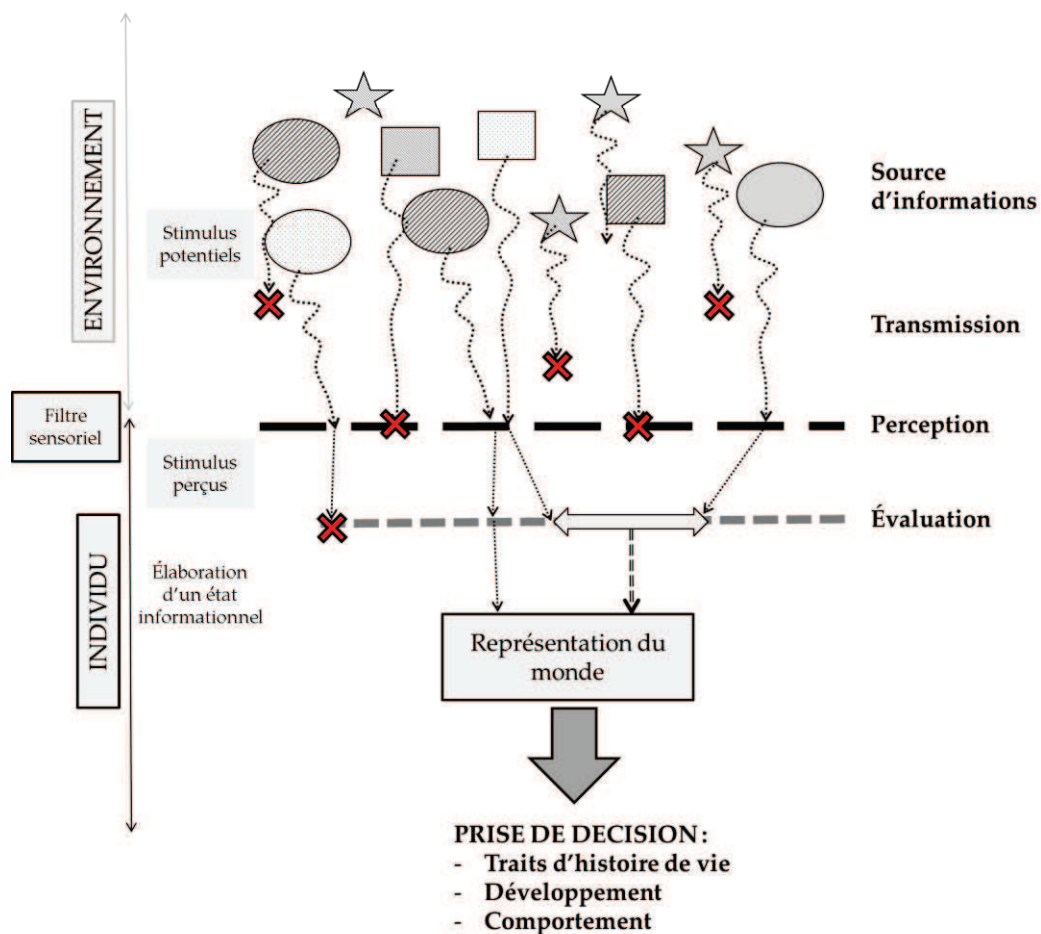 ENVIRONNEMENT
Source
d'informations
Stimulus
potentiels
Transmission
Filtre
sensoriel
Perception
Stimulus
perçus
Évaluation
INDIVIDU
Élaboration
d'un état
informationnel
Représentation du
monde
PRISE DE DECISION :
- Traits d'histoire de vie
- Développement
- Comportement